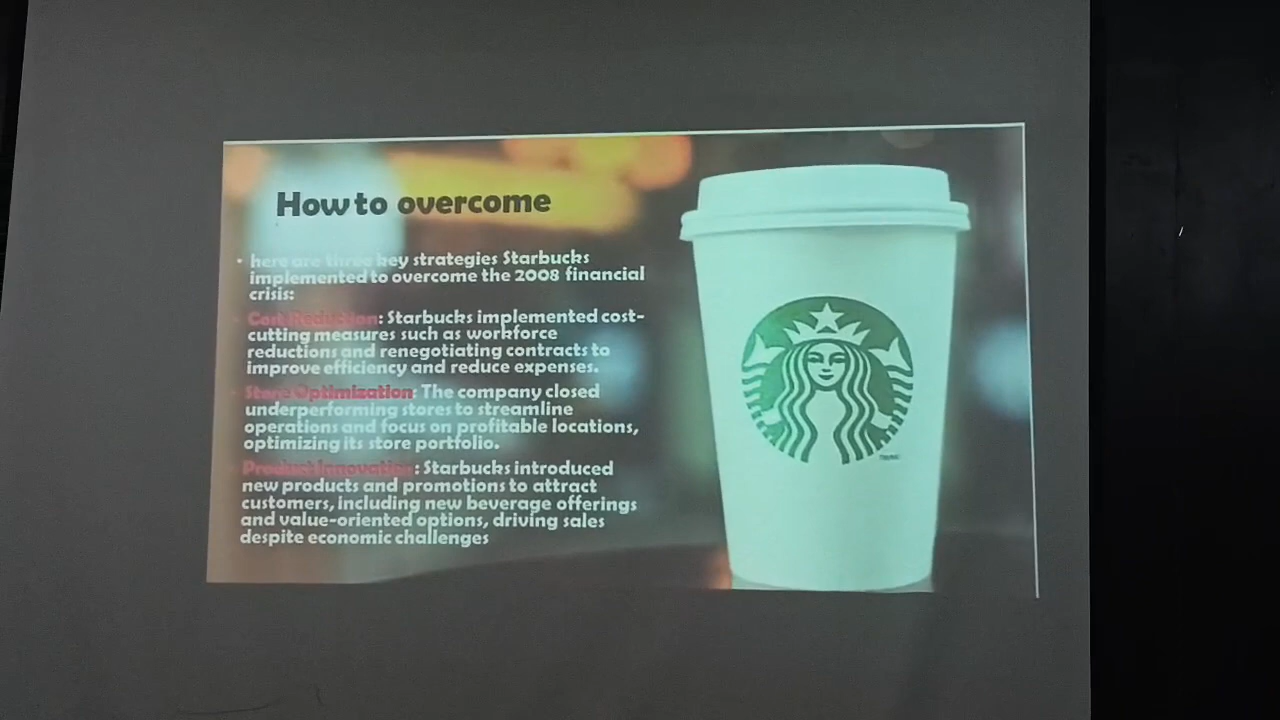 How to overcome
• here are three key strategies Starbucks
implemented to overcome the 2008 financial
crisis:
Cost Reduction: Starbucks implemented cost-
cutting measures such as workforce
reductions and renegotiating contracts to
improve efficiency and reduce expenses.
Store Optimization: The company closed
underperforming stores to streamline
operations and focus on profitable locations,
optimizing its store portfolio.
Product Innovation: Starbucks introduced
new products and promotions to attract
customers, including new beverage offerings
and value-oriented options, driving sales
despite economic challenges